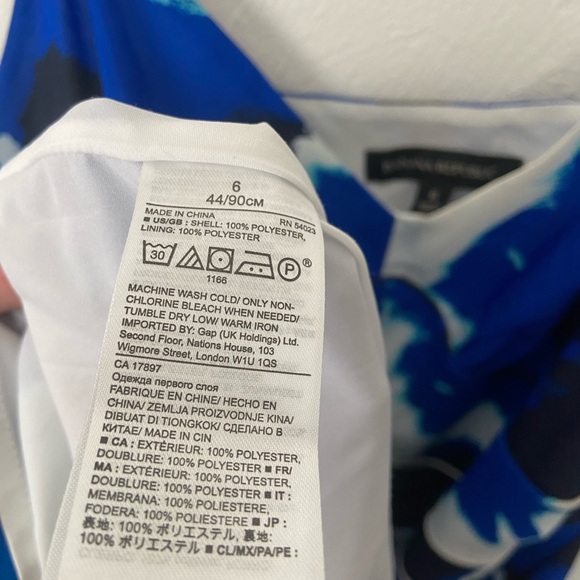 BANANA REPUBLIC
6
6
44/90CM
MADE IN CHINA
RN 54023
■ US/GB : SHELL: 100% POLYESTER,
LINING: 100% POLYESTER
30
P
®
1166
MACHINE WASH COLD/ ONLY NON-
CHLORINE BLEACH WHEN NEEDED/
TUMBLE DRY LOW/ WARM IRON
IMPORTED BY: Gap (UK Holdings) Ltd.
Second Floor, Nations House, 103
Wigmore Street, London W1U 1QS
CA 17897
Одежда первого слоя
FABRIQUE EN CHINE/ HECHO EN
CHINA/ ZEMLJA PROIZVODNJE KINA/
DIBUAT DI TIONGKOK/ СДЕЛАНО В
КИТАЕ/ MADE IN CIN
■ CA : EXTÉRIEUR: 100% POLYESTER,
DOUBLURE: 100% POLYESTER ■ FR/
MA : EXTÉRIEUR: 100% POLYESTER,
DOUBLURE: 100% POLYESTER ■ IT :
MEMBRANA: 100% POLIESTERE,
FODERA: 100% POLIESTERE ■ JP :
表地: 100% ポリエステル, 裏地:
100% ポリエステル ■ CL/MX/PA/PE :